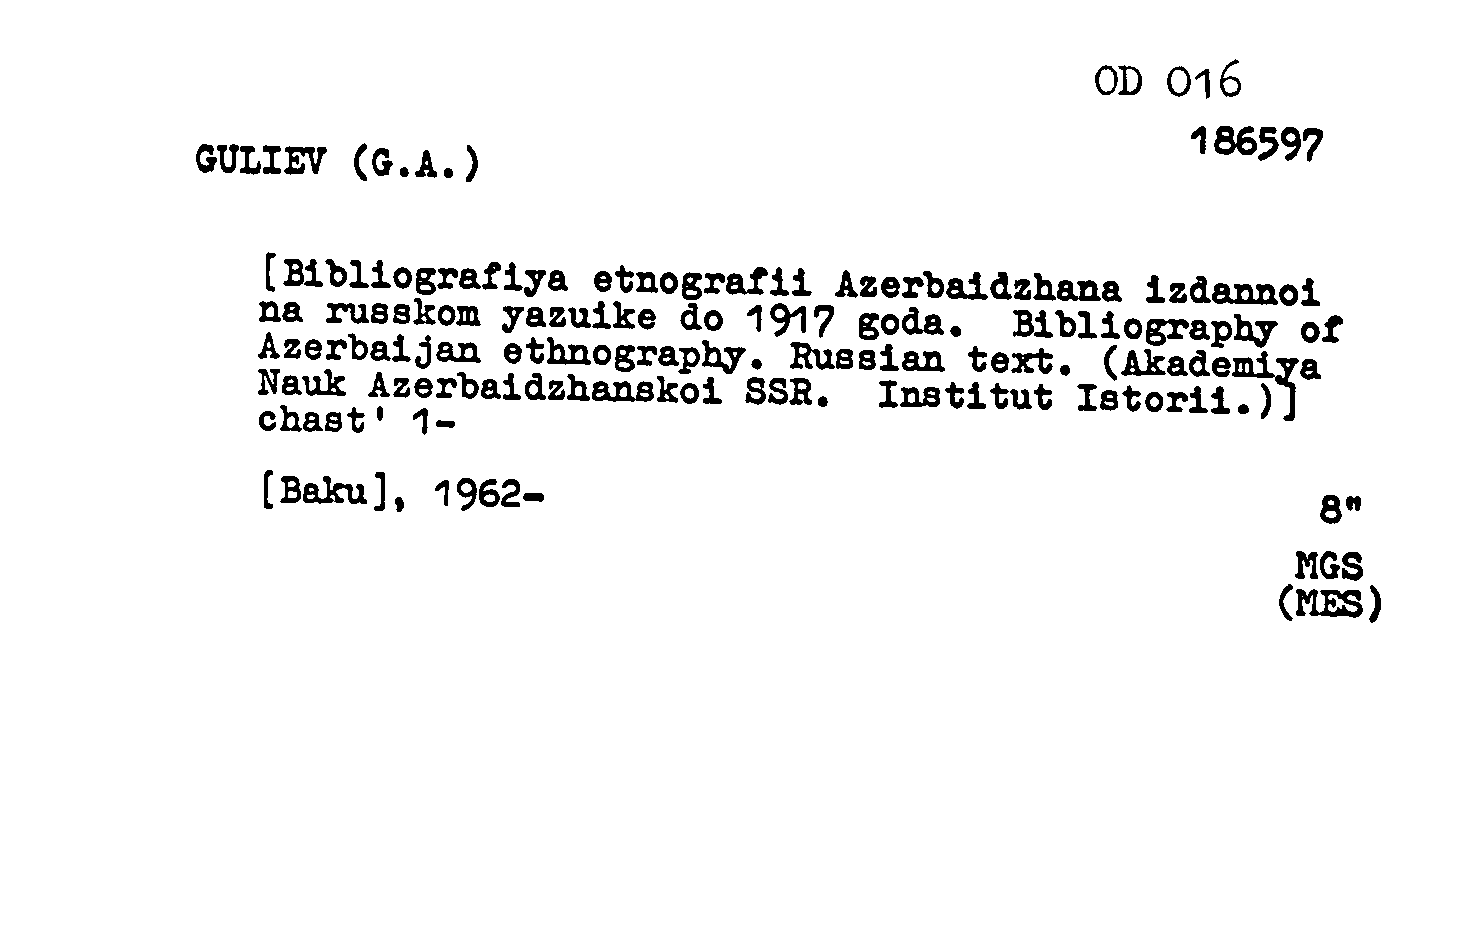 OD 016
186597
GULIEV (G.A.)
[Bibliografiya etnografii Azerbaidzhana izdannoi
na russkom yazuike do 1917 goda.  Bibliography of
Azerbaijan ethnography. Russian text. (Akademiya
Nauk Azerbaidzhanskoi SSR.  Institut Istorii.)]
chast' 1-
[Baku], 1962-
8"
MGS
(MES)